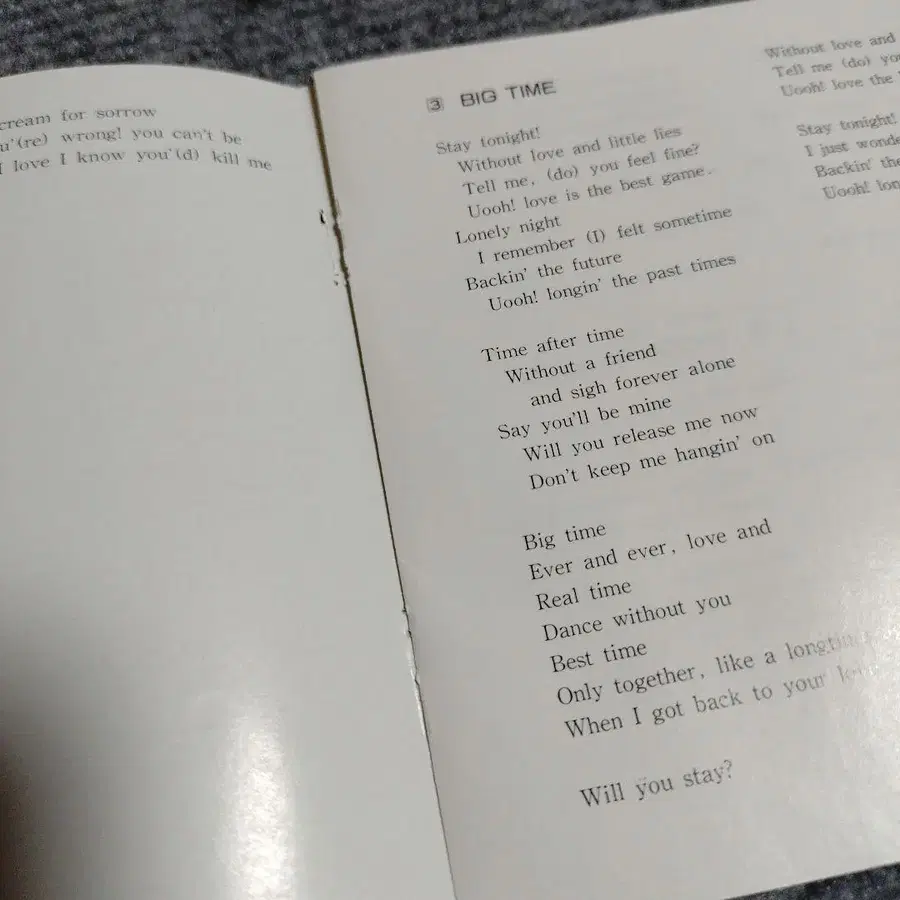 cream for sorrow
u'(re) wrong! you can't be
I love I know you'(d) kill me
3 BIG TIME
Stay tonight!
Without love and little lies
Tell me, (do) you feel fine?
Uooh! love is the best game.
Lonely night
I remember (I) felt sometime
Backin' the future
Uooh! longin' the past times
Time after time
Without a friend
and sigh forever alone
Say you'll be mine
Will you release me now
Don't keep me hangin' on
Big time
Ever and ever, love and
Real time
Dance without you
Best time
Only together, like a
When I got back to your
Will you stay?
Without love and
Tell me (do)
Uooh! love the
Stay tonight!
I just
Backin' the
Uooh!